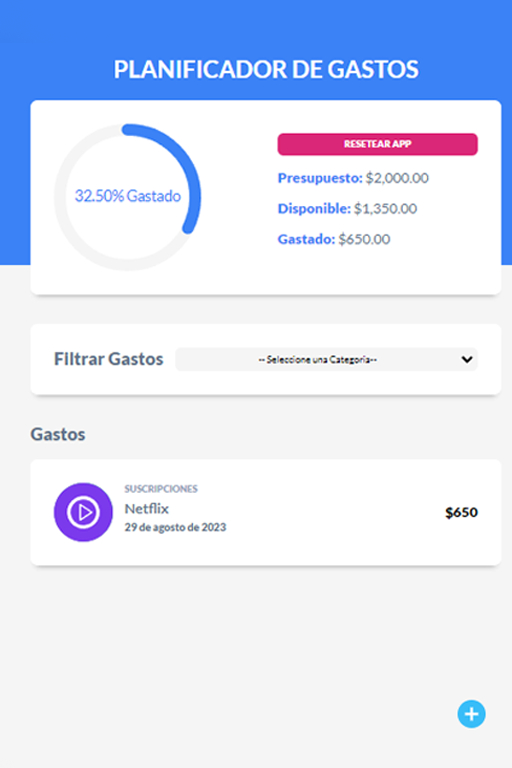 PLANIFICADOR DE GASTOS
32.50% Gastado
RESETEAR APP
Presupuesto: $2,000.00
Disponible: $1,350.00
Gastado: $650.00
Filtrar Gastos
-- Seleccione una Categoria--
Gastos
SUSCRIPCIONES
Netflix
29 de agosto de 2023
$650